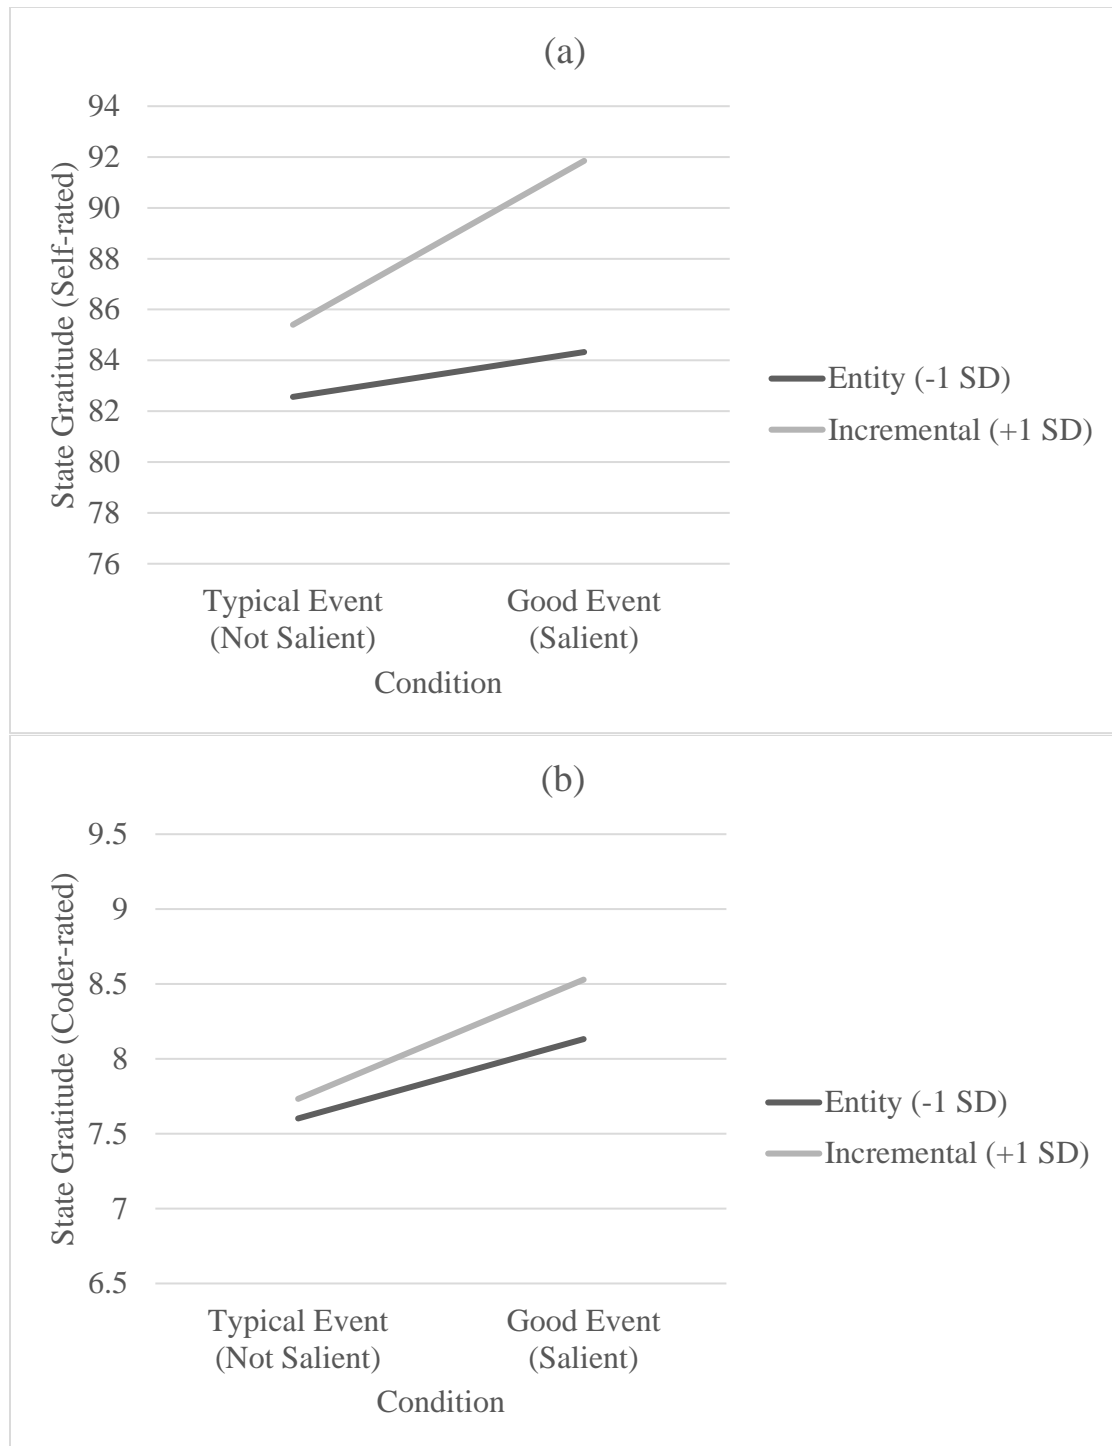 (a)
94
92
90
88
86
84
82
80
78
76
State Gratitude (Self-rated)
Typical Event
(Not Salient)
Good Event
(Salient)
Condition
Entity (-1 SD)
Incremental (+1 SD)
(b)
9.5
9
8.5
8
7.5
7
6.5
State Gratitude (Coder-rated)
Typical Event
(Not Salient)
Good Event
(Salient)
Condition
Entity (-1 SD)
Incremental (+1 SD)